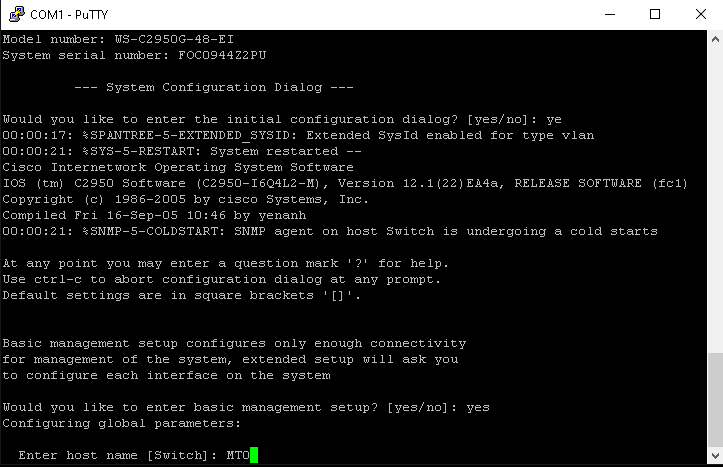 COM1 - PuTTY
Model number: WS-C2950G-48-EI
System serial number: FOC0944Z2PU
--- System Configuration Dialog ---
Would you like to enter the initial configuration dialog? [yes/no]: ye
00:00:17: %SPANTREE-5-EXTENDED_SYSID: Extended SysId enabled for type vlan
00:00:21: %SYS-5-RESTART: System restarted --
Cisco Internetwork Operating System Software
IOS (tm) C2950 Software (C2950-I6Q4L2-M), Version 12.1(22)EA4a, RELEASE SOFTWARE (fc1)
Copyright (c) 1986-2005 by cisco Systems, Inc.
Compiled Fri 16-Sep-05 10:46 by yenanh
00:00:21: %SNMP-5-COLDSTART: SNMP agent on host Switch is undergoing a cold starts
At any point you may enter a question mark '?' for help.
Use ctrl-c to abort configuration dialog at any prompt.
Default settings are in square brackets '[]'.
Basic management setup configures only enough connectivity
for management of the system, extended setup will ask you
to configure each interface on the system
Would you like to enter basic management setup? [yes/no]: yes
Configuring global parameters:
Enter host name [Switch]: MTO